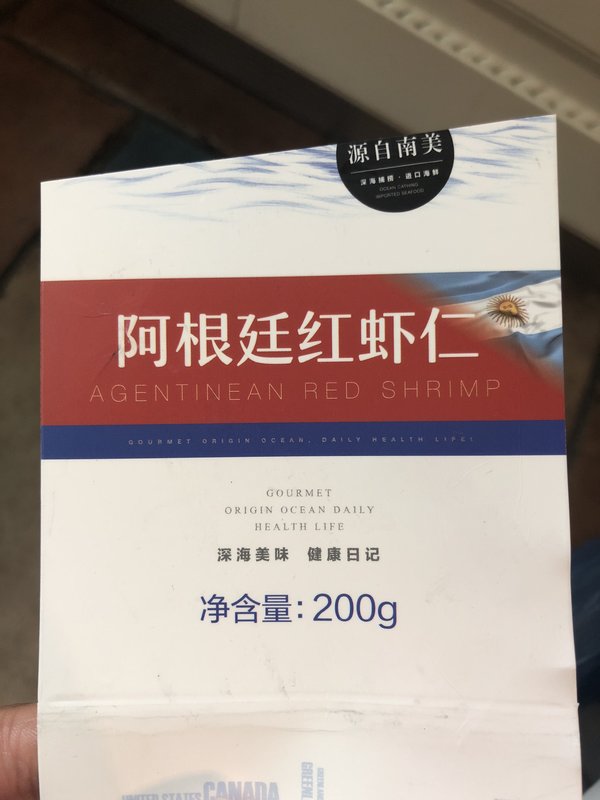 源自南美
深海捕捞·进口海鲜
OCEAN CATHING
IMPORTED SEAFOOD
阿根廷红虾仁
AGENTINEAN RED SHRIMP
GOURMET ORIGIN OCEAN, DAILY HEALTH LIFE!
GOURMET
ORIGIN OCEAN DAILY
HEALTH LIFE
深海美味 健康日记
净含量:200g
UNITED STATES CANADA